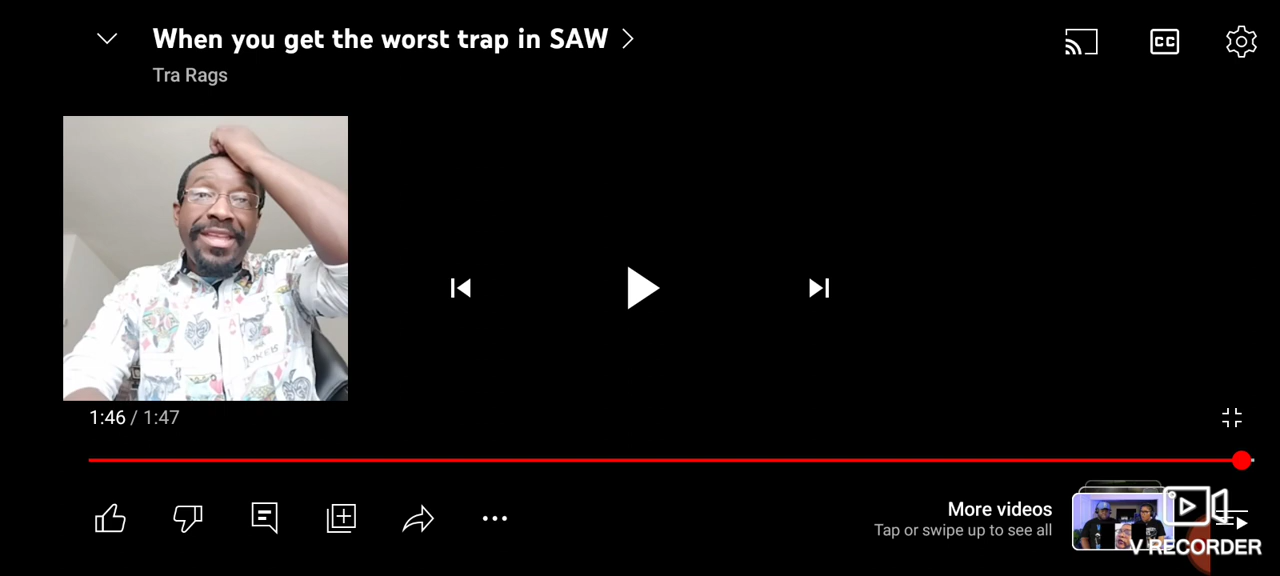 When you get the worst trap in SAW
Tra Rags
CC
1:46 / 1:47
More videos
Tap or swipe up to see all
V RECORDER